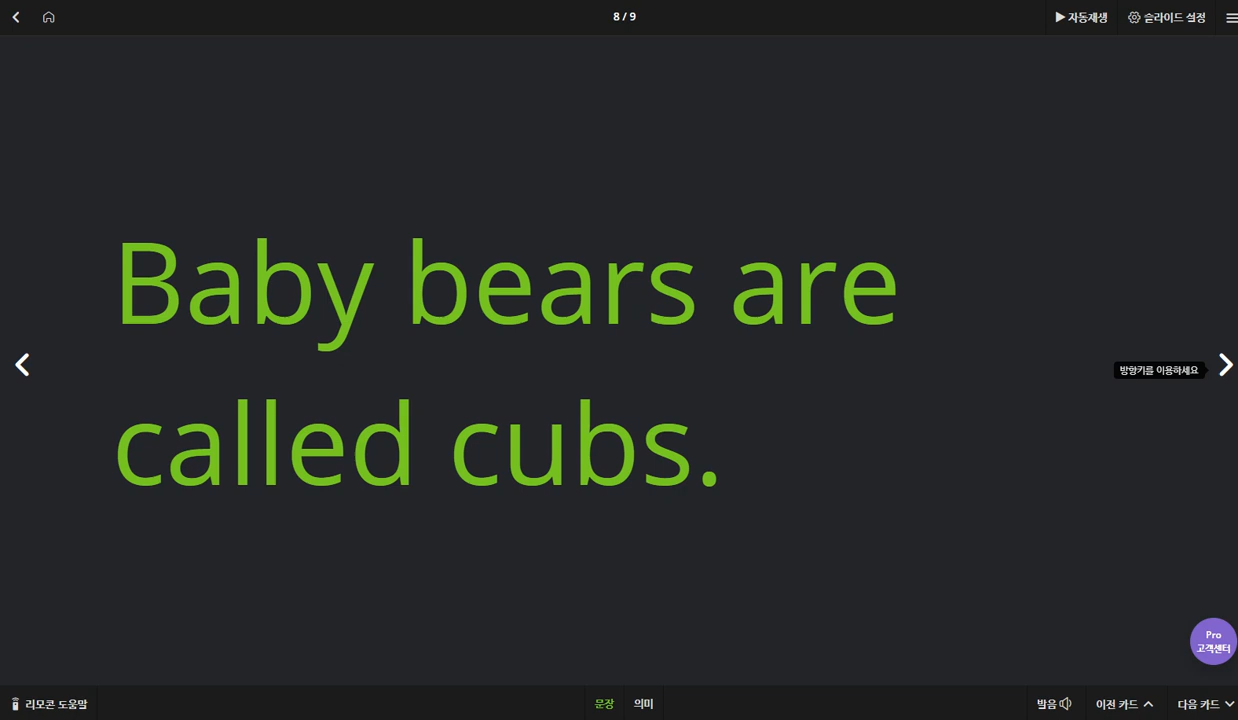 8 / 9
자동재생
슬라이드 설정
Baby bears are
called cubs.
방향키를 이용하세요
Pro
고객센터
리모콘 도움말
문장
의미
발음
이전 카드
다음 카드